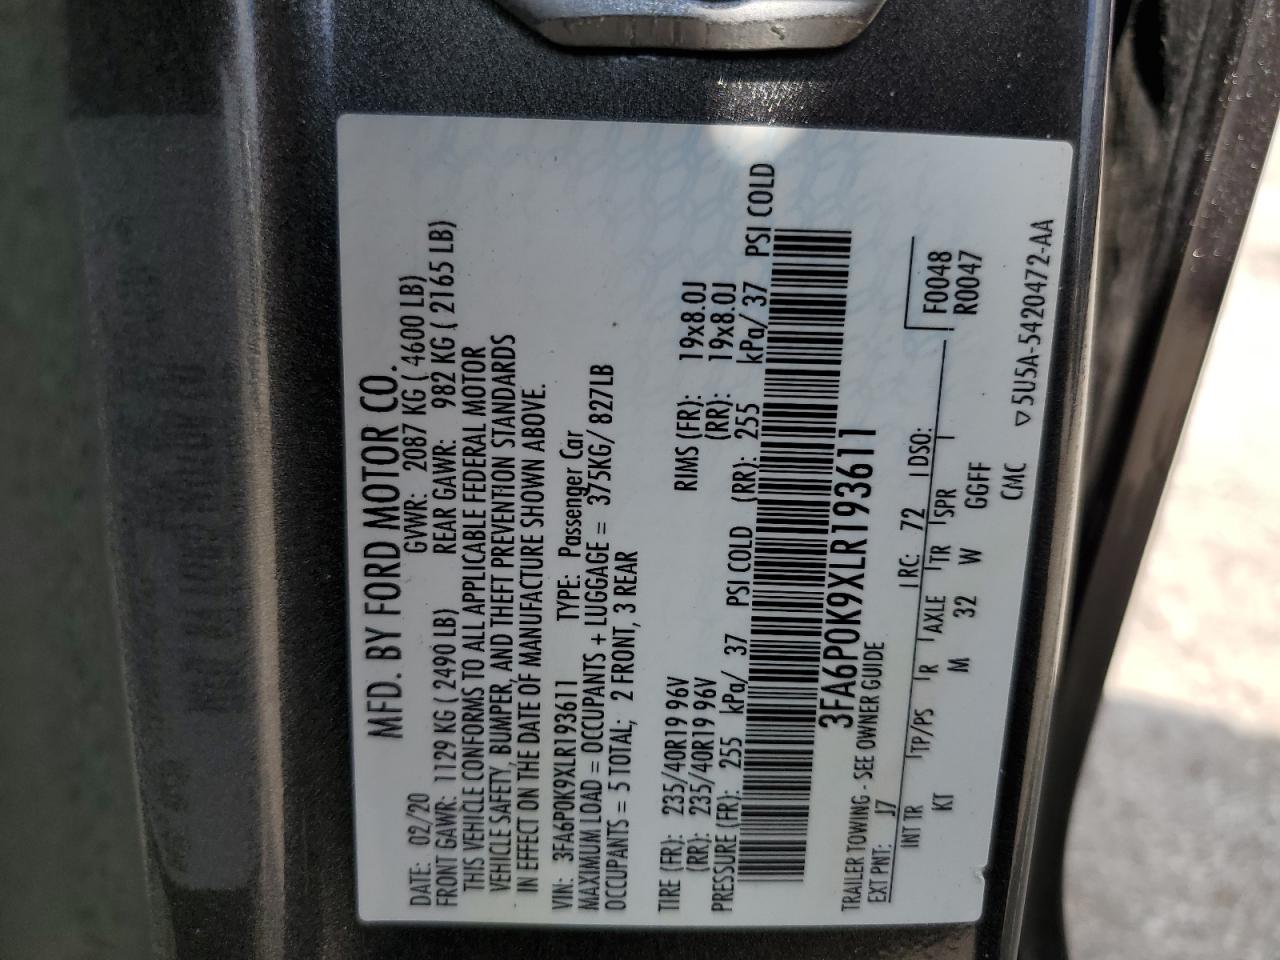 MFD. BY FORD MOTOR CO.
DATE: 02/20 GVWR: 2087 KG ( 4600 LB)
FRONT GAWR: 1129 KG ( 2490 LB) REAR GAWR: 982 KG ( 2165 LB)
THIS VEHICLE CONFORMS TO ALL APPLICABLE FEDERAL MOTOR
VEHICLE SAFETY, BUMPER, AND THEFT PREVENTION STANDARDS
IN EFFECT ON THE DATE OF MANUFACTURE SHOWN ABOVE.
VIN: 3FA6P0K9XLR193611 TYPE: Passenger Car
MAXIMUM LOAD = OCCUPANTS + LUGGAGE = 375KG/ 827LB
OCCUPANTS = 5 TOTAL; 2 FRONT, 3 REAR
TIRE (FR): 235/40R19 96V RIMS (FR): 19x8.0J
(RR): 235/40R19 96V (RR): 19x8.0J
PRESSURE (FR): 255 kPa/ 37 PSI COLD (RR): 255 kPa/ 37 PSI COLD
3FA6P0K9XLR193611
TRAILER TOWING - SEE OWNER GUIDE
EXT PNT: J7 RC: 72 DSO: F0048
INT TR TP/PS R AXLE TR SPR R0047
KT M 32 W GGFF
CMC ▽5U5A-5420472-AA